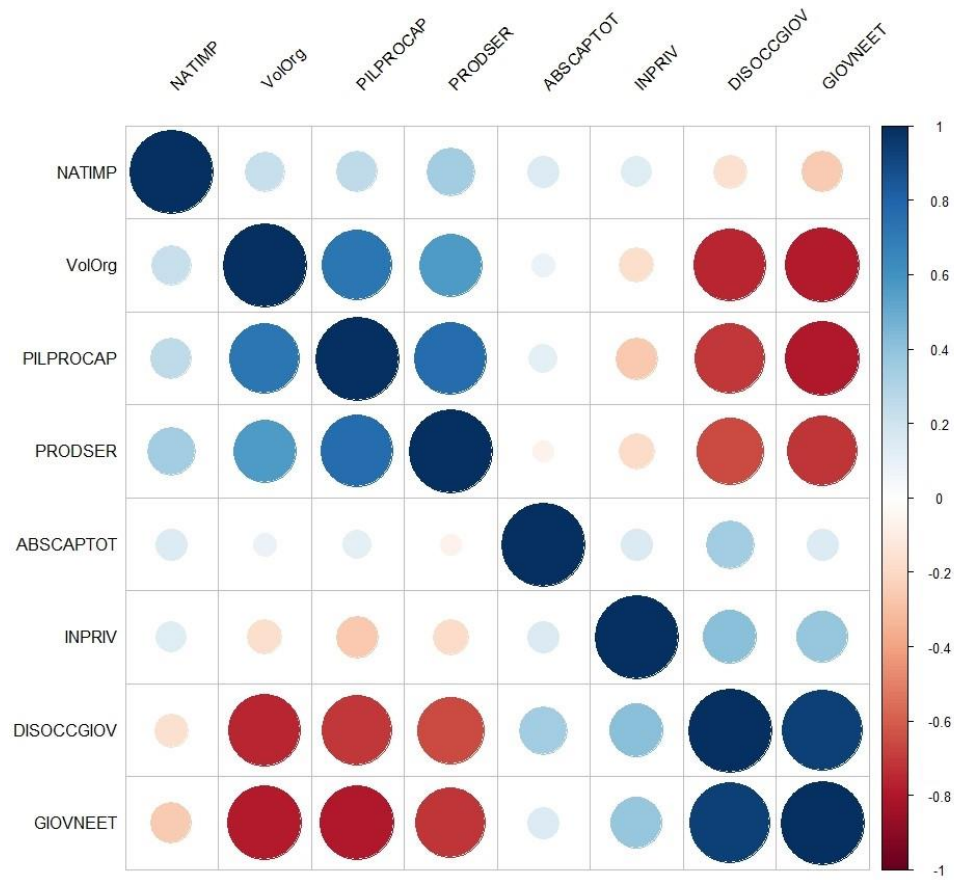 NATIMP
VolOrg
PILPROCAP
PRODSER
ABSCAPTOT
INPRIV
DISOCCGIOV
GIOVNEET
NATIMP
VolOrg
PILPROCAP
PRODSER
ABSCAPTOT
INPRIV
DISOCCGIOV
GIOVNEET
1
0.8
0.6
0.4
0.2
0
-0.2
-0.4
-0.6
-0.8
-1